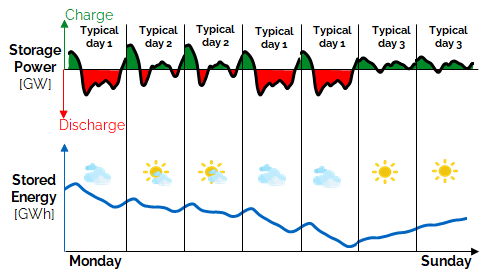 Charge
Typical Typical Typical Typical Typical Typical Typical
day 1 day 2 day 2 day 1 day 1 day 3 day 3
Storage
Power
[GW]
Discharge
Stored
Energy
[GWh]
Monday Sunday